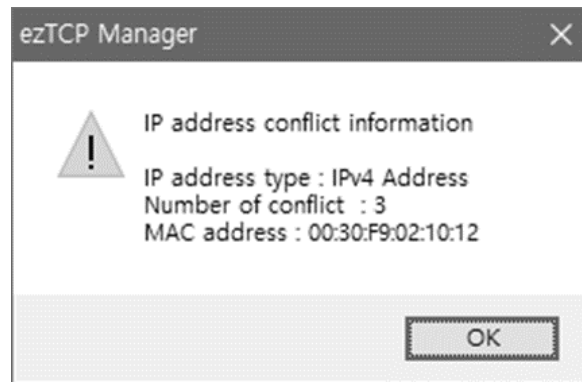 ezTCP Manager
IP address conflict information
IP address type : IPv4 Address
Number of conflict : 3
MAC address : 00:30:F9:02:10:12
OK